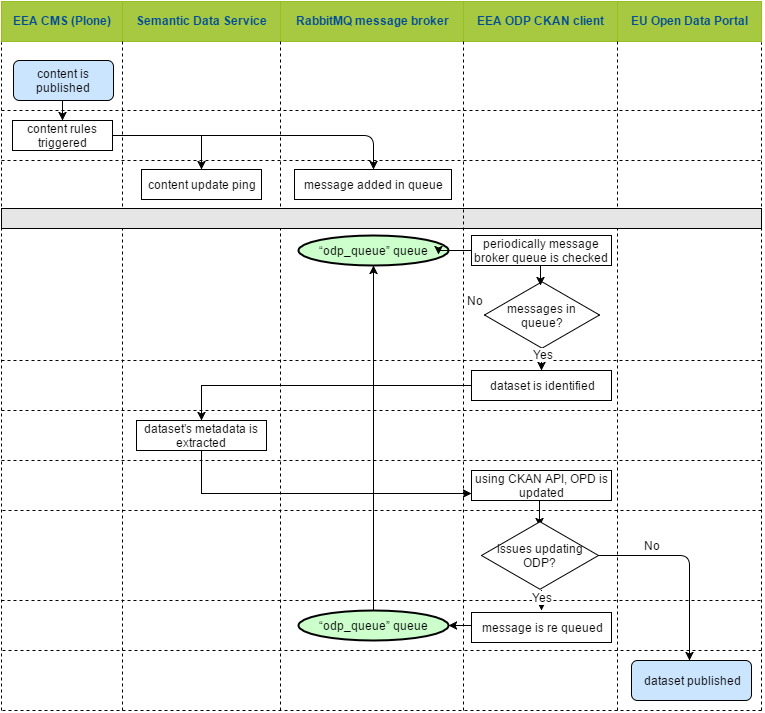 EEA CMS (Plone)
Semantic Data Service
RabbitMQ message broker
EEA ODP CKAN client
EU Open Data Portal
content is
published
content rules
triggered
content update ping
message added in queue
“odp_queue” queue
periodically message
broker queue is checked
No
messages in
queue?
Yes
dataset is identified
dataset's metadata is
extracted
using CKAN API, OPD is
updated
issues updating
ODP?
No
Yes
“odp_queue” queue
message is re queued
dataset published